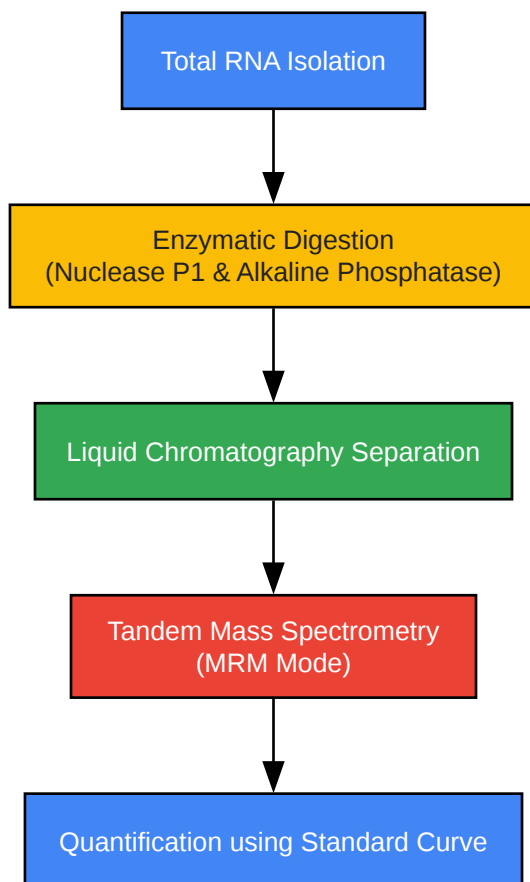 Total RNA Isolation
Enzymatic Digestion
(Nuclease P1 & Alkaline Phosphatase)
Liquid Chromatography Separation
Tandem Mass Spectrometry
(MRM Mode)
Quantification using Standard Curve